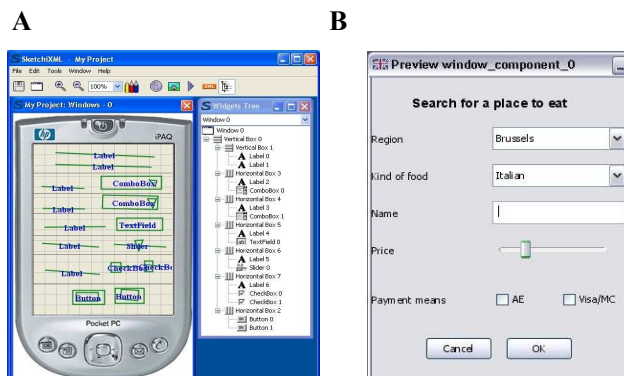 A
B
SketchiXML - My Project
File Edit Tools Window Help
100%
My Project: Windows - 0
hp
iPAQ
Label
Label
Label
ComboBox
Label
ComboBox
Label
TextField
Label
Slider
Label
CheckBox
CheckBo
Button
Button
Pocket PC
Widgets Tree
Window 0
Window 0
Vertical Box 0
Vertical Box 1
Label 0
Label 1
Horizontal Box 3
Label 2
ComboBox 0
Horizontal Box 4
Label 3
ComboBox 1
Horizontal Box 5
Label 4
TextField 0
Horizontal Box 6
Label 5
Slider 0
Horizontal Box 7
Label 6
CheckBox 0
CheckBox 1
Horizontal Box 2
Button 0
Button 1
Preview window_component_0
Search for a place to eat
Region
Brussels
Kind of food
Italian
Name
Price
Payment means
AE
Visa/MC
Cancel
OK